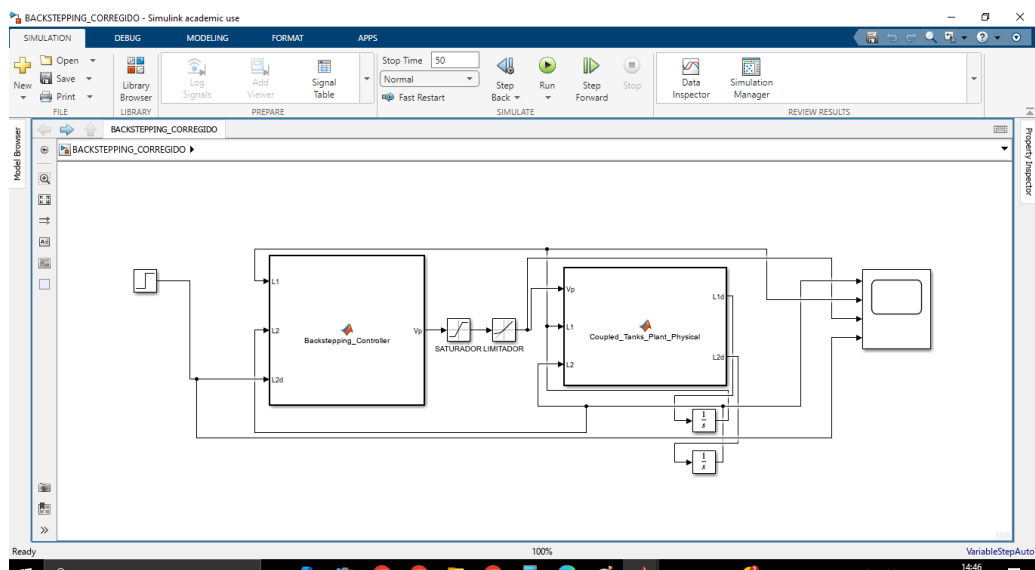 BACKSTEPPING_CORREGIDO - Simulink academic use
SIMULATION DEBUG MODELING FORMAT APPS
New
Open
Save
Print
FILE
Library Browser
LIBRARY
Log Signals
Add Viewer
Signal Table
PREPARE
Stop Time 50
Normal
Fast Restart
Step Back
Run
Step Forward
Stop
SIMULATE
Data Inspector
Simulation Manager
REVIEW RESULTS
Model Browser
BACKSTEPPING_CORREGIDO
BACKSTEPPING_CORREGIDO
Property Inspector
L1
L2
L2d
Backstepping_Controller
Vp
SATURADOR
LIMITADOR
Vp
L1
L2
Coupled_Tanks_Plant_Physical
L1d
L2d
1
s
1
s
Ready
100%
VariableStepAuto
14:46